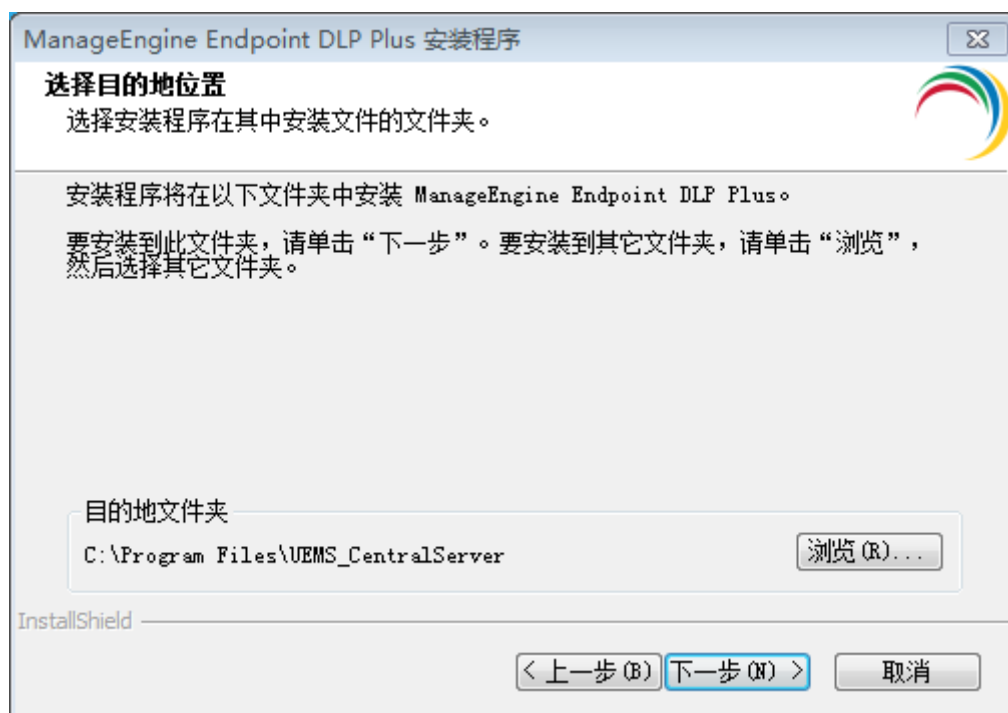 ManageEngine Endpoint DLP Plus 安装程序
选择目的地位置
选择安装程序在其中安装文件的文件夹。
安装程序将在以下文件夹中安装 ManageEngine Endpoint DLP Plus。
要安装到此文件夹，请单击“下一步”。要安装到其它文件夹，请单击“浏览”，
然后选择其它文件夹。
目的地文件夹
C:\Program Files\UEMS_CentralServer
浏览(R)...
InstallShield
< 上一步(B)
下一步(N) >
取消